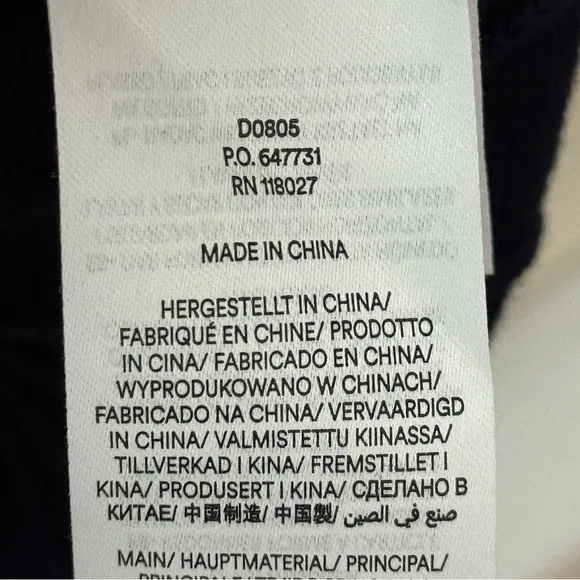 D0805
P.O. 647731
RN 118027
MADE IN CHINA
HERGESTELLT IN CHINA/
FABRIQUÉ EN CHINE/ PRODOTTO
IN CINA/ FABRICADO EN CHINA/
WYPRODUKOWANO W CHINACH/
FABRICADO NA CHINA/ VERVAARDIGD
IN CHINA/ VALMISTETTU KIINASSA/
TILLVERKAD I KINA/ FREMSTILLET I
KINA/ PRODUSERT I KINA/ СДЕЛАНО В
КИТАЕ/ 中国制造/ 中国製/ صنع في الصين
MAIN/ HAUPTMATERIAL/ PRINCIPAL/